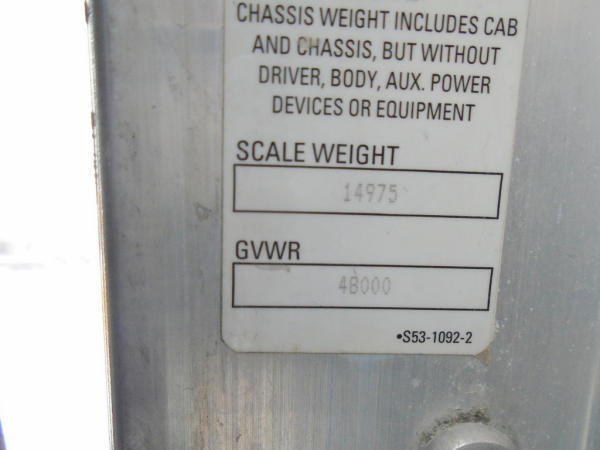 CHASSIS WEIGHT INCLUDES CAB
AND CHASSIS, BUT WITHOUT
DRIVER, BODY, AUX. POWER
DEVICES OR EQUIPMENT
SCALE WEIGHT
14975
GVWR
48000
•S53-1092-2